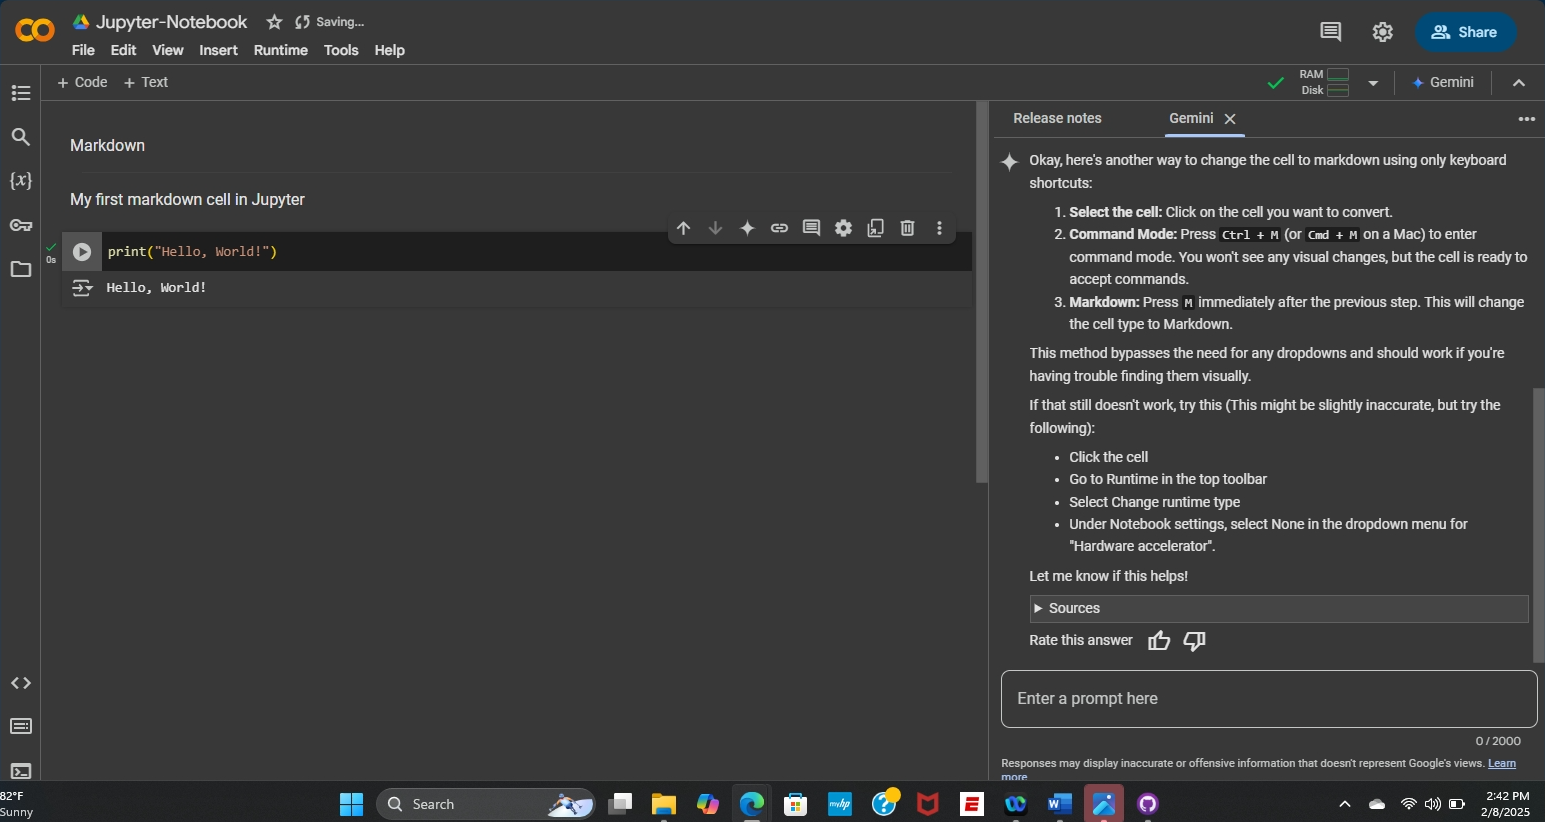 Jupyter-Notebook Saving...
File Edit View Insert Runtime Tools Help
Share
+ Code + Text
RAM
Disk
Gemini
Markdown
My first markdown cell in Jupyter
{x}
0s
print("Hello, World!")
Hello, World!
Release notes Gemini
Okay, here's another way to change the cell to markdown using only keyboard
shortcuts:
1. Select the cell: Click on the cell you want to convert.
2. Command Mode: Press Ctrl + M (or Cmd + M on a Mac) to enter
command mode. You won't see any visual changes, but the cell is ready to
accept commands.
3. Markdown: Press M immediately after the previous step. This will change
the cell type to Markdown.
This method bypasses the need for any dropdowns and should work if you're
having trouble finding them visually.
If that still doesn't work, try this (This might be slightly inaccurate, but try the
following):
• Click the cell
• Go to Runtime in the top toolbar
• Select Change runtime type
• Under Notebook settings, select None in the dropdown menu for
"Hardware accelerator".
Let me know if this helps!
Sources
Rate this answer
Enter a prompt here
0 / 2000
Responses may display inaccurate or offensive information that doesn't represent Google's views. Learn
more
82°F
Sunny
Search
myhp
W
2:42 PM
2/8/2025